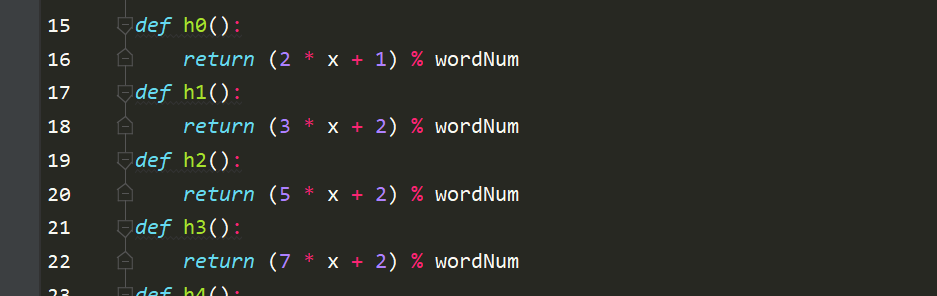 15 def h0():
16 return (2 * x + 1) % wordNum
17 def h1():
18 return (3 * x + 2) % wordNum
19 def h2():
20 return (5 * x + 2) % wordNum
21 def h3():
22 return (7 * x + 2) % wordNum
23 def h4():